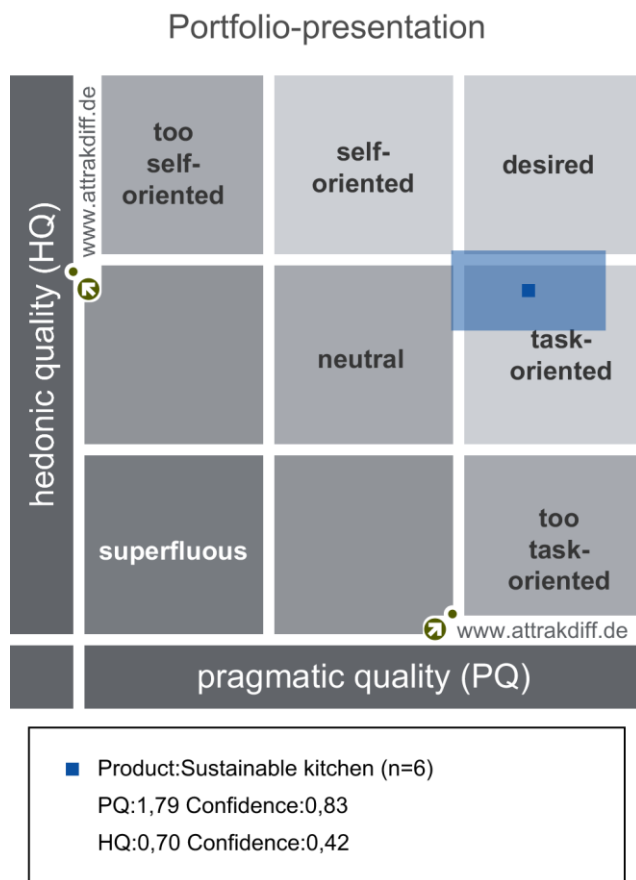 Portfolio-presentation
www.attrakdiff.de
hedonic quality (HQ)
too
self-
oriented
self-
oriented
desired
neutral
task-
oriented
superfluous
too
task-
oriented
www.attrakdiff.de
pragmatic quality (PQ)
Product:Sustainable kitchen (n=6)
PQ:1,79 Confidence:0,83
HQ:0,70 Confidence:0,42